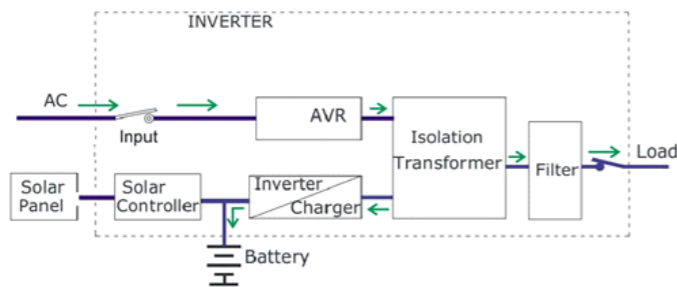 INVERTER
AC
Input
AVR
Isolation
Transformer
Filter
Load
Solar
Panel
Solar
Controller
Inverter
Charger
Battery